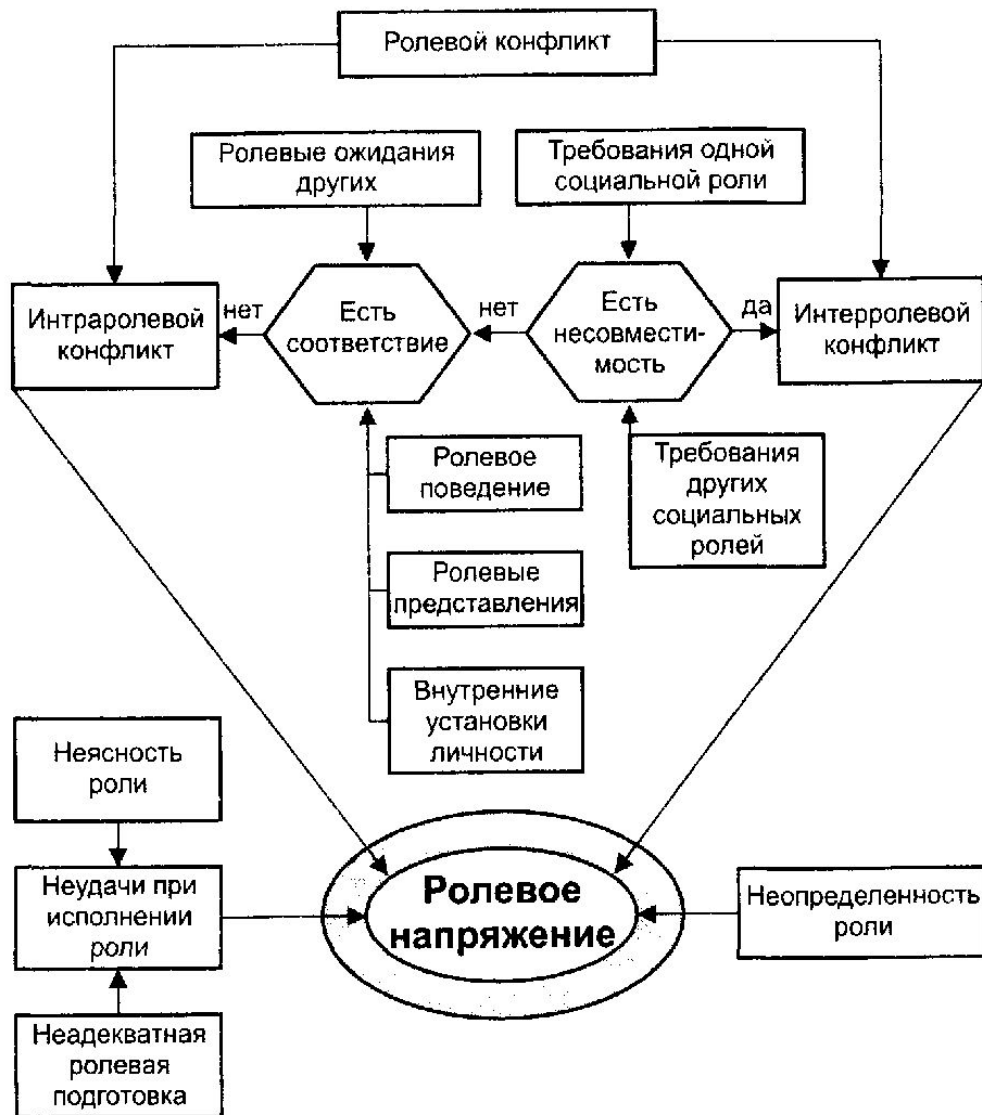 Ролевой конфликт
Ролевые ожидания
других
Требования одной
социальной роли
Интраролевой
конфликт
нет
Есть
соответствие
нет
Есть
несовмести-
мость
да
Интерролевой
конфликт
Ролевое
поведение
Требования
других
социальных
ролей
Ролевые
представления
Внутренние
установки
личности
Неясность
роли
Неудачи при
исполнении
роли
Ролевое
напряжение
Неопределенность
роли
Неадекватная
ролевая
подготовка